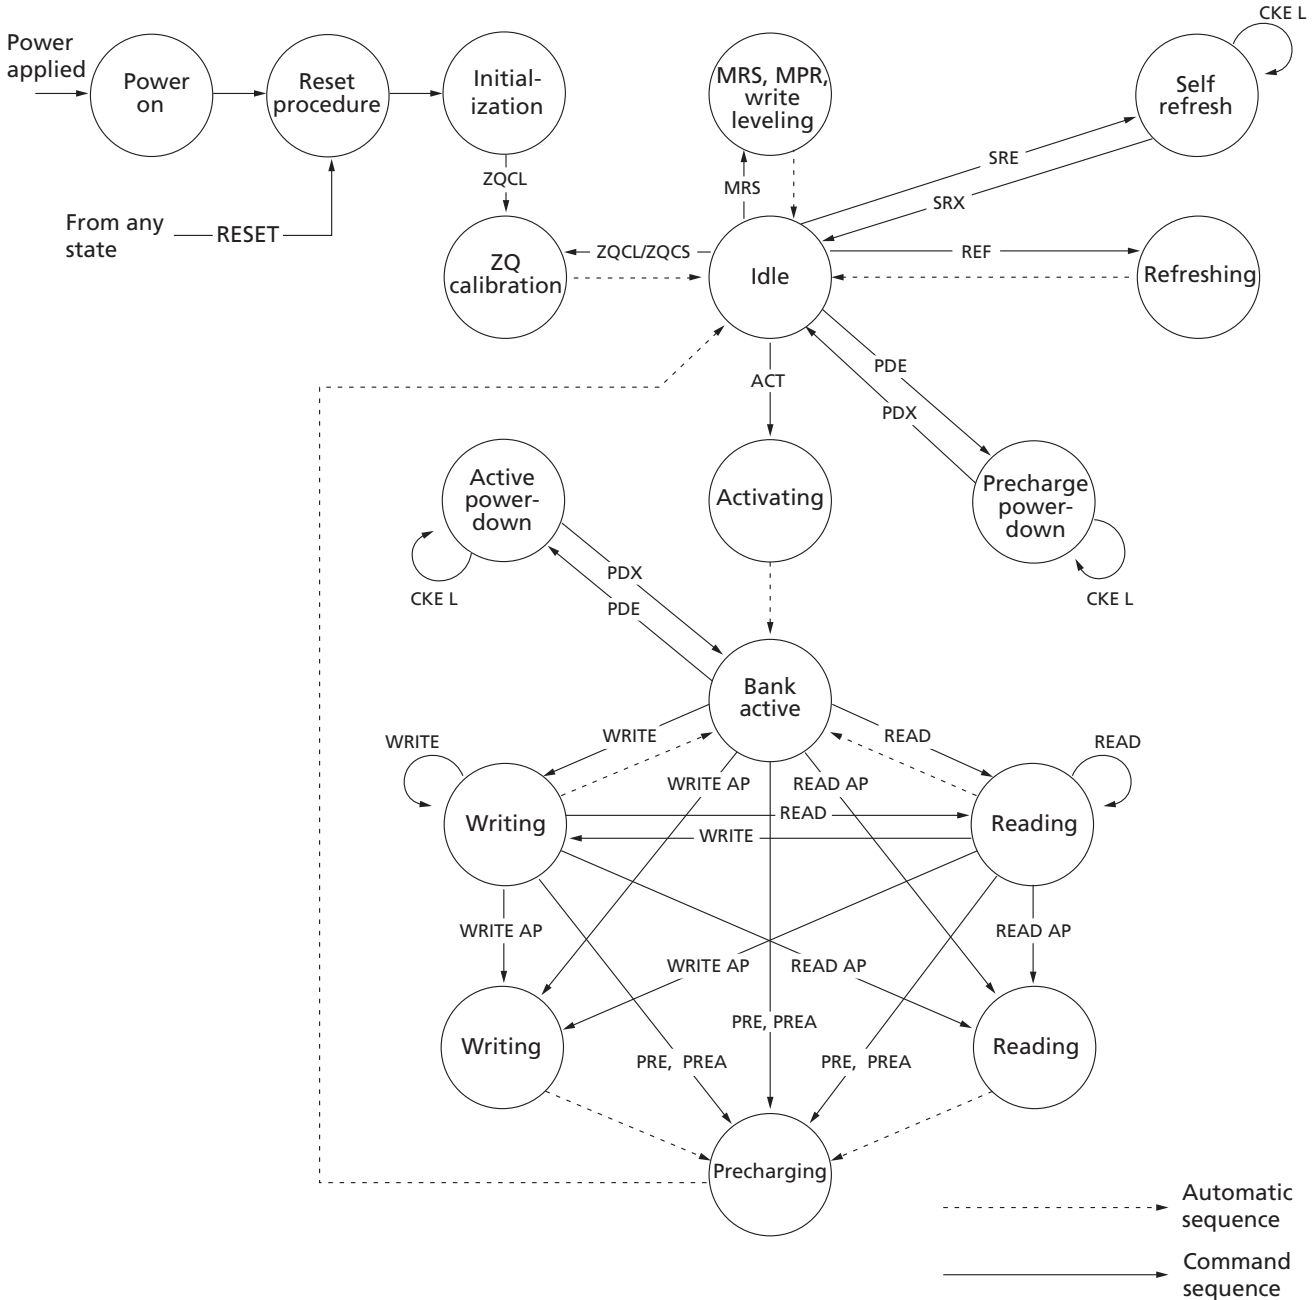 Power
applied
Power
on
Reset
procedure
Initial-
ization
MRS, MPR,
write
leveling
Self
refresh
CKE L
ZQCL
From any
state
RESET
MRS
SRE
SRX
ZQ
calibration
ZQCL/ZQCS
Idle
REF
Refreshing
PDE
PDX
ACT
Active
power-
down
CKE L
Activating
Precharge
power-
down
CKE L
PDX
PDE
Bank
active
WRITE
WRITE
READ
READ
WRITE AP
READ AP
Writing
READ
WRITE
Reading
WRITE AP
READ AP
WRITE AP
READ AP
PRE, PREA
Writing
Reading
PRE, PREA
PRE, PREA
Precharging
Automatic
sequence
Command
sequence